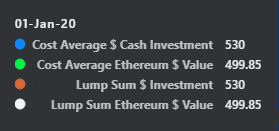 01-Jan-20
Cost Average $ Cash Investment 530
Cost Average Ethereum $ Value 499.85
Lump Sum $ Investment 530
Lump Sum Ethereum $ Value 499.85